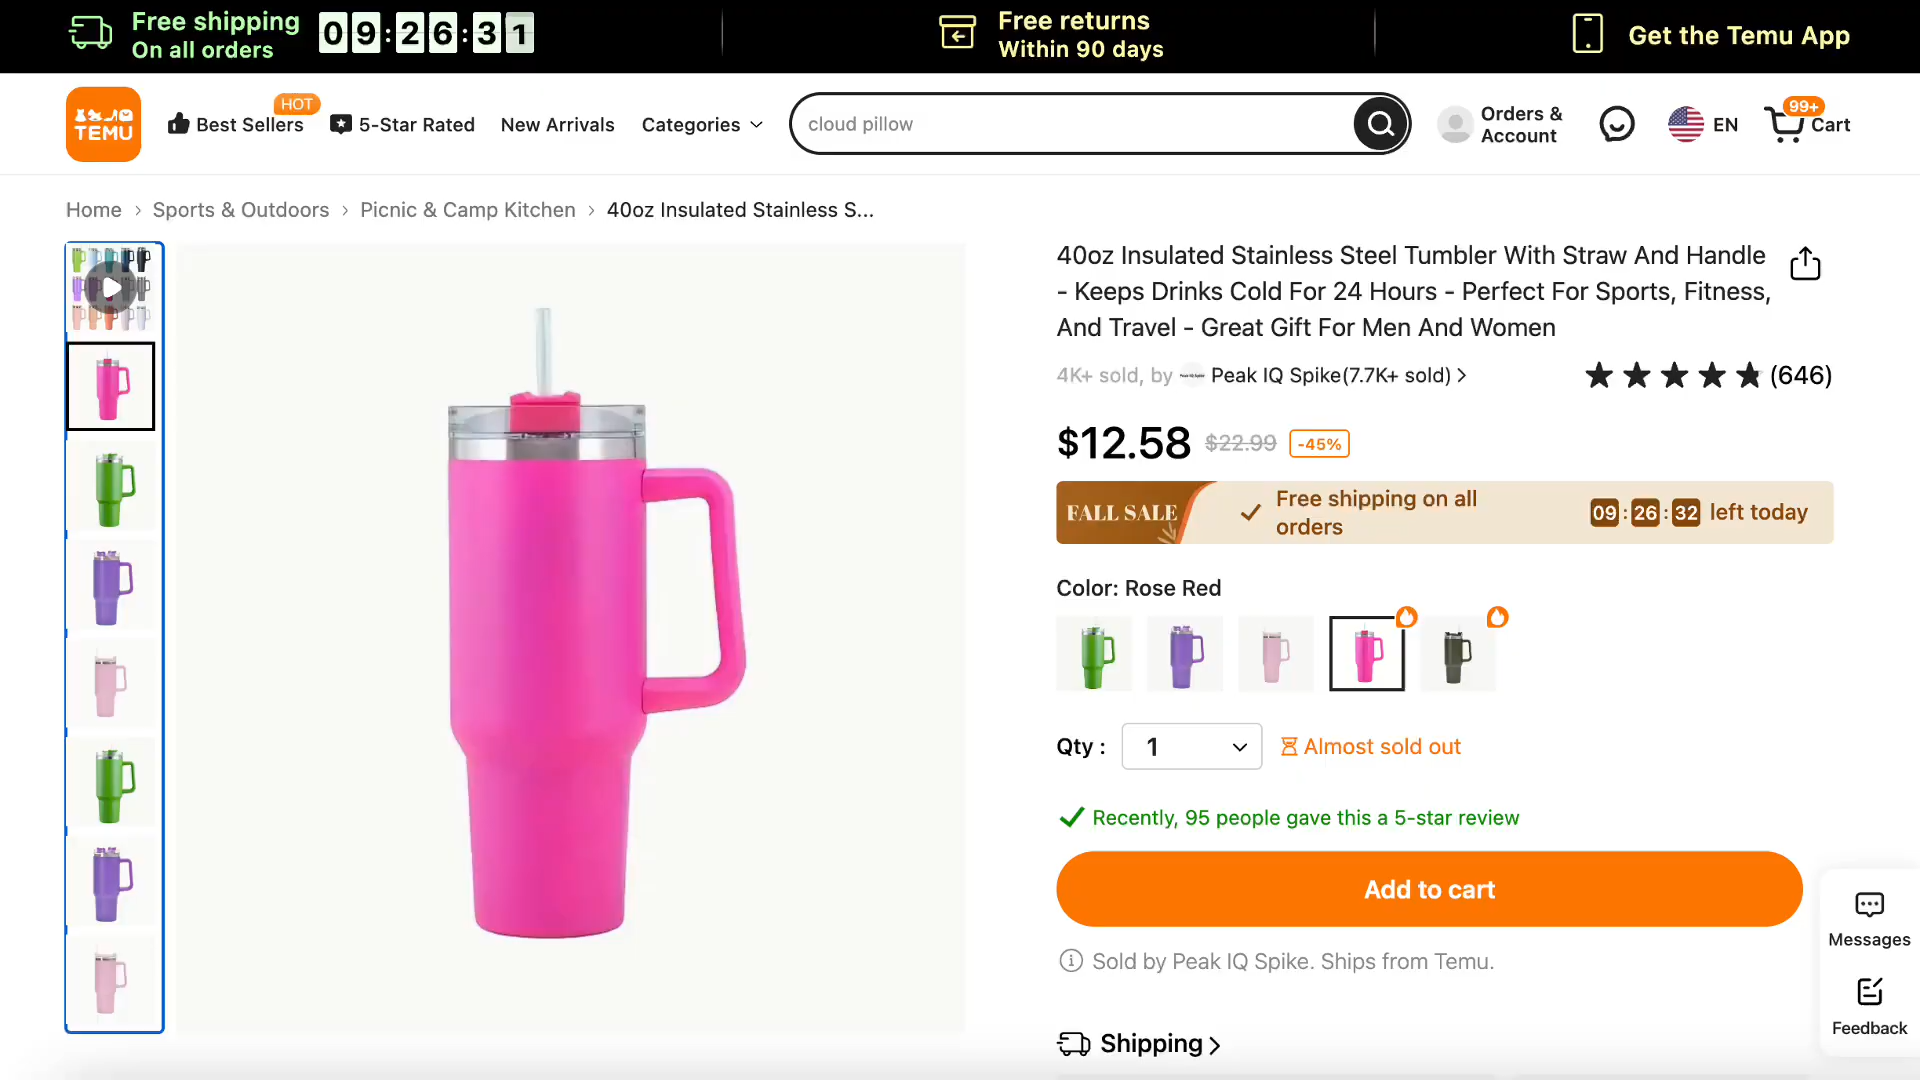 Free shipping
On all orders
09:26:31
Free returns
Within 90 days
Get the Temu App
TEMU
Best Sellers
HOT
5-Star Rated
New Arrivals
Categories
cloud pillow
Orders &
Account
EN
99+
Cart
Home › Sports & Outdoors › Picnic & Camp Kitchen › 40oz Insulated Stainless S...
40oz Insulated Stainless Steel Tumbler With Straw And Handle
- Keeps Drinks Cold For 24 Hours - Perfect For Sports, Fitness,
And Travel - Great Gift For Men And Women
4K+ sold, by Peak IQ Spike(7.7K+ sold) >
(646)
$12.58 $22.99 -45%
FALL SALE
Free shipping on all
orders
09:26:32 left today
Color: Rose Red
Qty : 1 Almost sold out
Recently, 95 people gave this a 5-star review
Add to cart
Sold by Peak IQ Spike. Ships from Temu.
Messages
Feedback
Shipping >